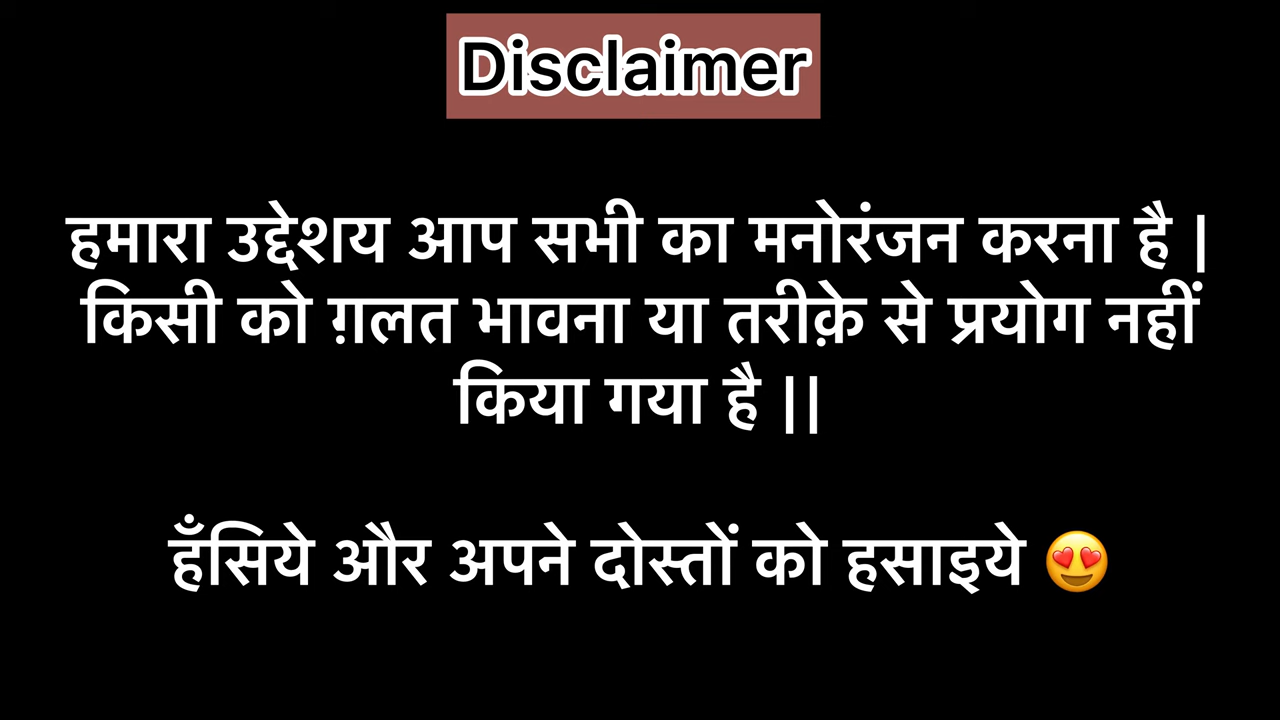 Disclaimer
हमारा उद्देशय आप सभी का मनोरंजन करना है |
किसी को ग़लत भावना या तरीक़े से प्रयोग नहीं
किया गया है ||
हँसिये और अपने दोस्तों को हसाइये 😍